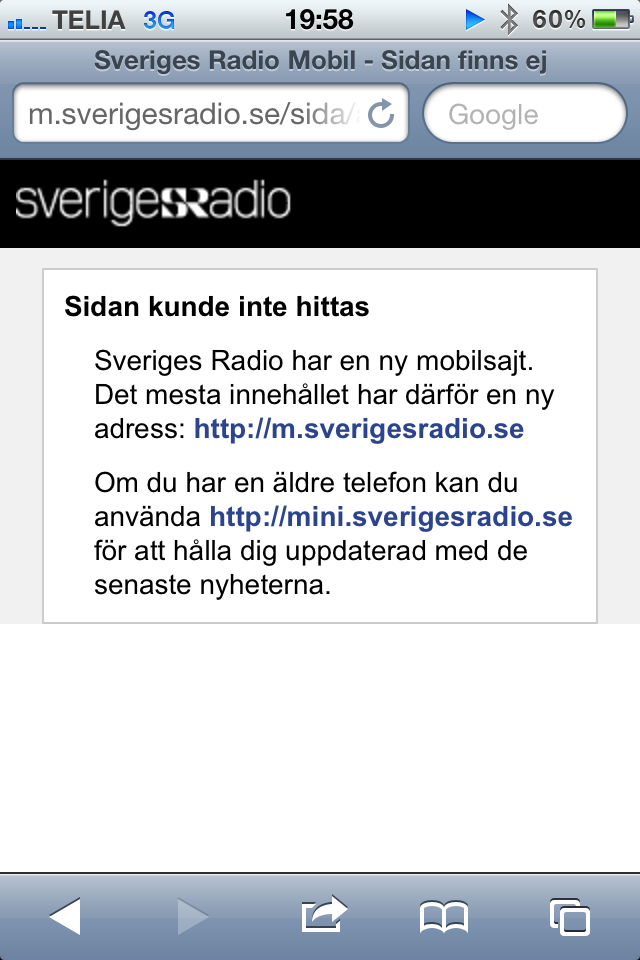 TELIA 3G 19:58 60%
Sveriges Radio Mobil - Sidan finns ej
m.sverigesradio.se/sida/ Google
sverigesRadio
Sidan kunde inte hittas
Sveriges Radio har en ny mobilsajt.
Det mesta innehållet har därför en ny
adress: http://m.sverigesradio.se
Om du har en äldre telefon kan du
använda http://mini.sverigesradio.se
för att hålla dig uppdaterad med de
senaste nyheterna.